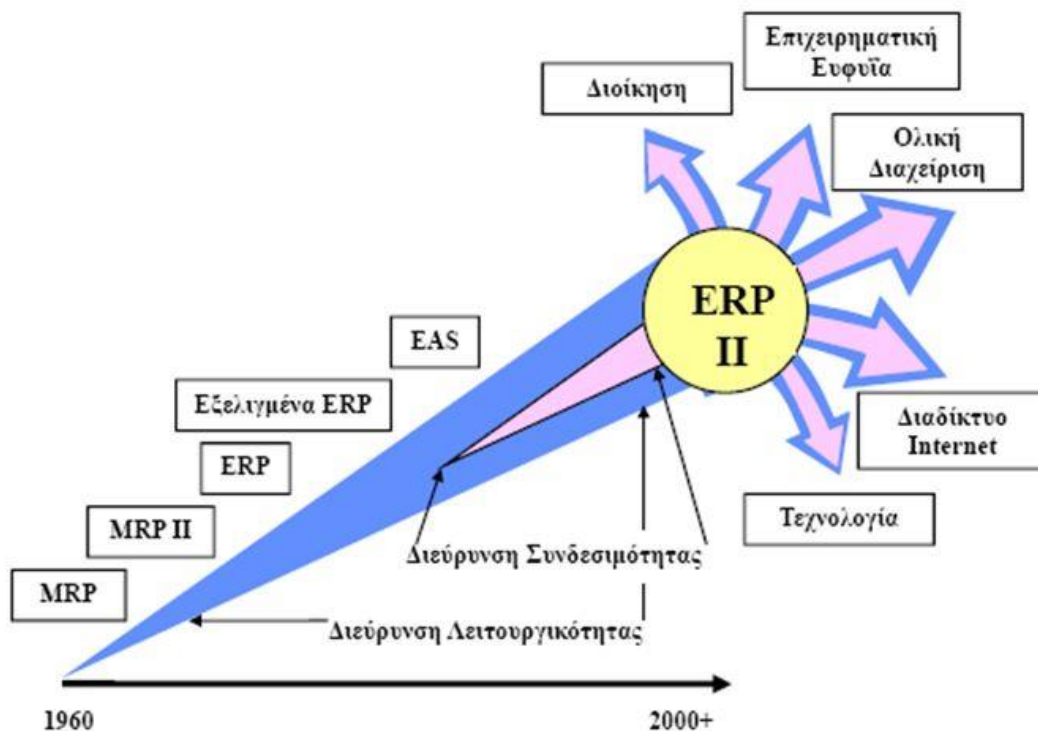 Επιχειρηματική
Ευφυΐα
Διοίκηση
Ολική
Διαχείριση
ERP
II
EAS
Εξελιγμένα ERP
ERP
MRP II
MRP
Διαδίκτυο
Internet
Τεχνολογία
Διεύρυνση Συνδεσιμότητας
Διεύρυνση Λειτουργικότητας
1960
2000+